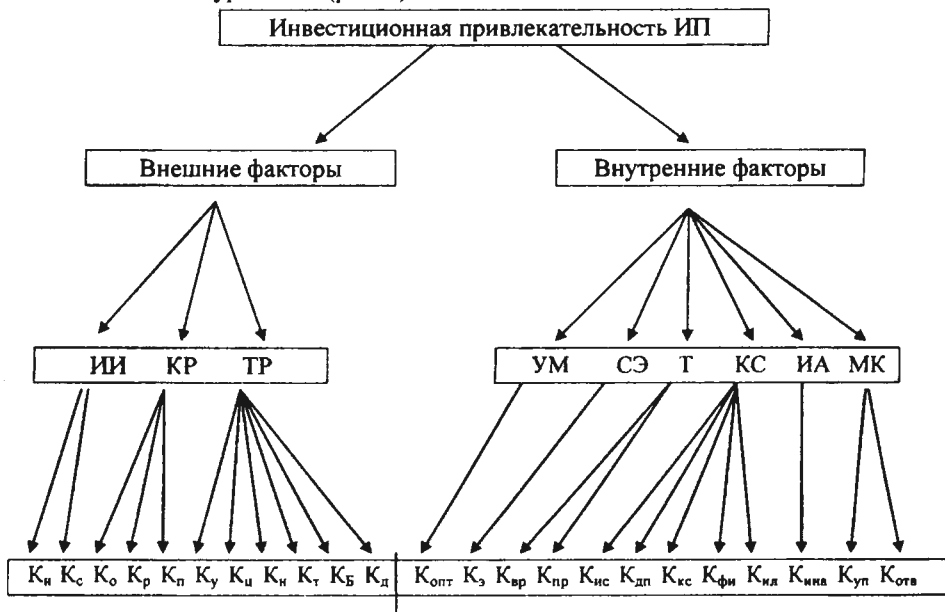 Инвестиционная привлекательность ИП
Внешние факторы Внутренние факторы
ИИ КР ТР УМ СЭ Т КС ИА МК
Кн Кс Ко Кр Кп Ку Кц Кн Кт КБ Кд Копт Кэ Квр Кпр Кис Кдп Ккс Кфи Кил Кина Куп Котв